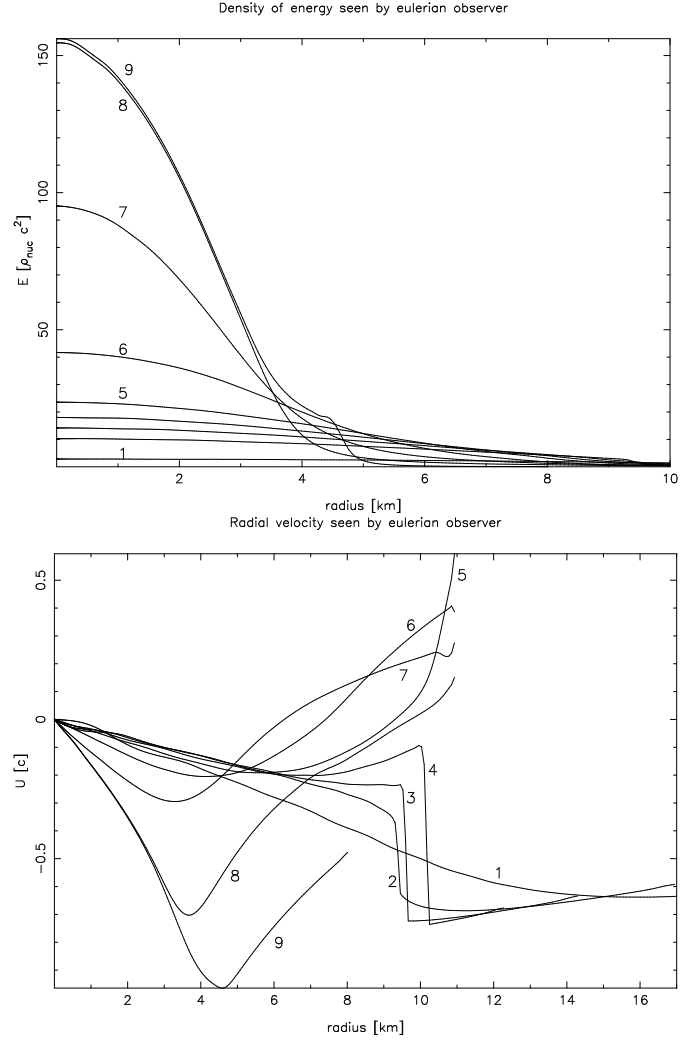 Density of energy seen by eulerian observer
150
100
50
E [ρnuc c²]
9
8
7
6
5
1
2 4 6 8 10
radius [km]
Radial velocity seen by eulerian observer
0.5
0
−0.5
U [c]
5
6
7
4
3
2
1
8
9
2 4 6 8 10 12 14 16
radius [km]